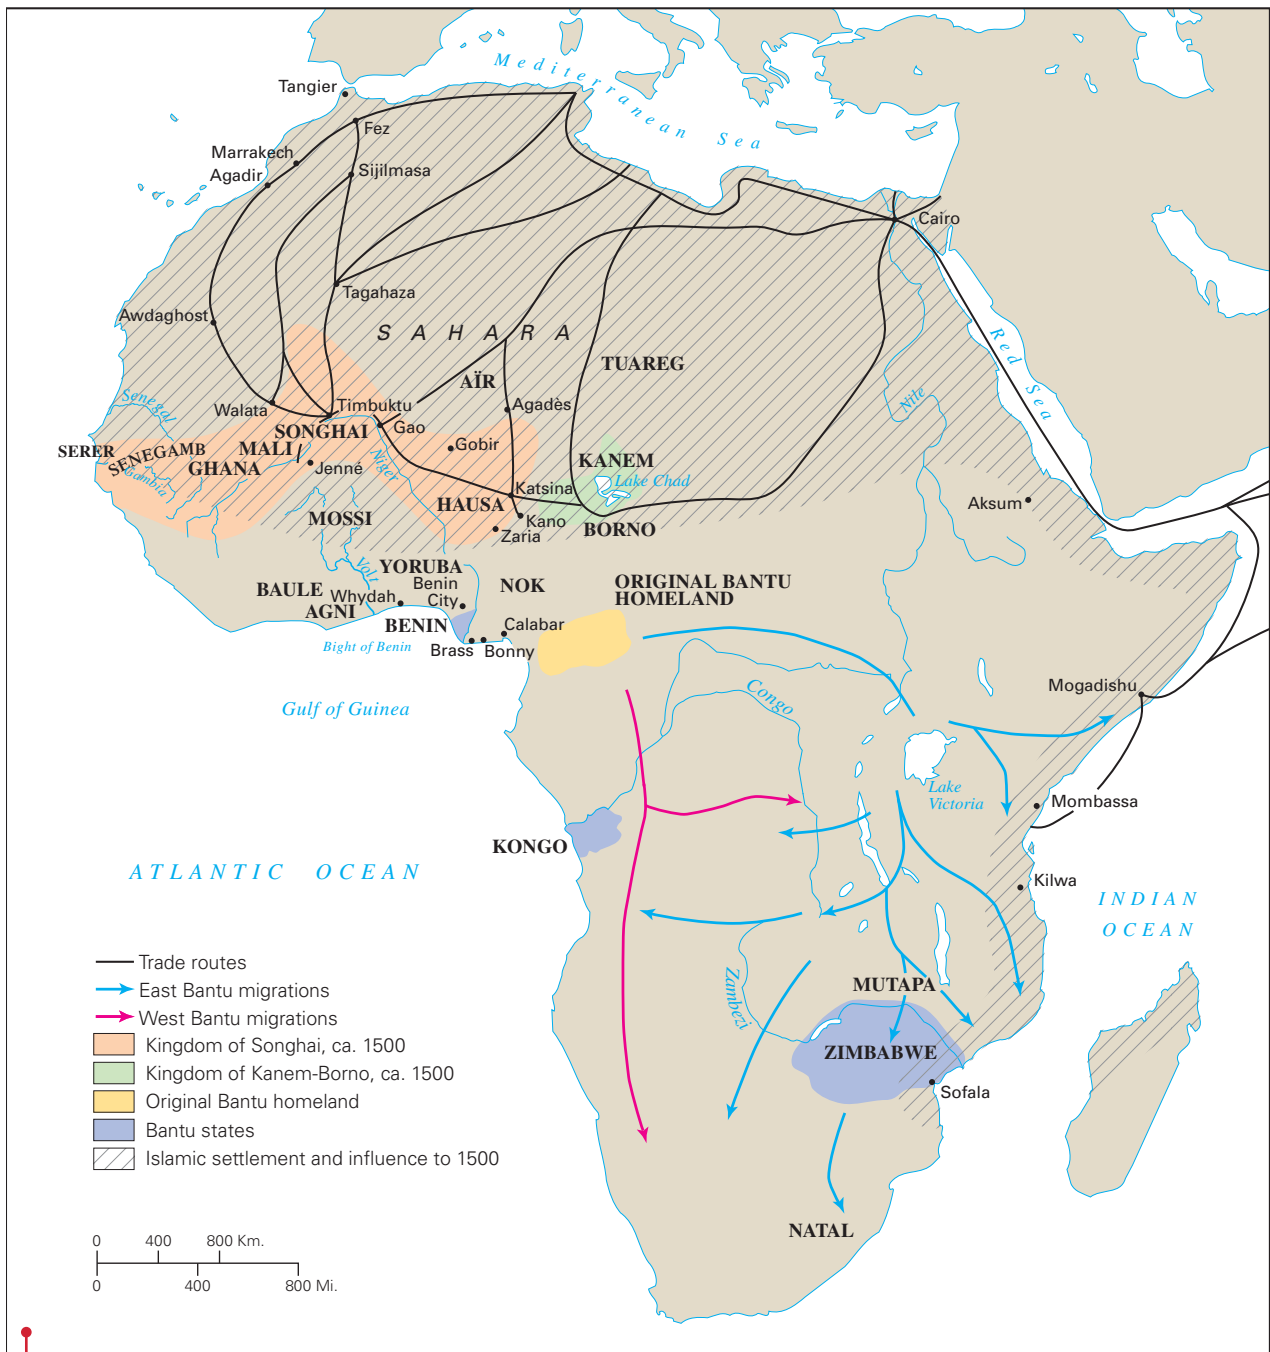 Mediterranean Sea
Tangier
Fez
Marrakech
Agadir
Sijilmasa
Cairo
Tagahaza
Awdaghost
SAHARA
Red Sea
TUAREG
AÏR
Agadès
Nile
Senegal
Walata
Timbuktu
SONGHAI
Gao
Gobir
SERER
SENEGAMB
MALI
GHANA
Gambia
Jenné
Niger
KANEM
Lake Chad
Katsina
HAUSA
Kano
Zaria
BORNO
Aksum
MOSSI
Volt
YORUBA
Benin
City
NOK
ORIGINAL BANTU
HOMELAND
BAULE
Whydah
AGNI
BENIN
Calabar
Bight of Benin
Brass
Bonny
Gulf of Guinea
Congo
Mogadishu
Lake
Victoria
Mombassa
KONGO
ATLANTIC OCEAN
Kilwa
INDIAN
OCEAN
Zambezi
MUTAPA
ZIMBABWE
Sofala
NATAL
Trade routes
East Bantu migrations
West Bantu migrations
Kingdom of Songhai, ca. 1500
Kingdom of Kanem-Borno, ca. 1500
Original Bantu homeland
Bantu states
Islamic settlement and influence to 1500
0 400 800 Km.
0 400 800 Mi.